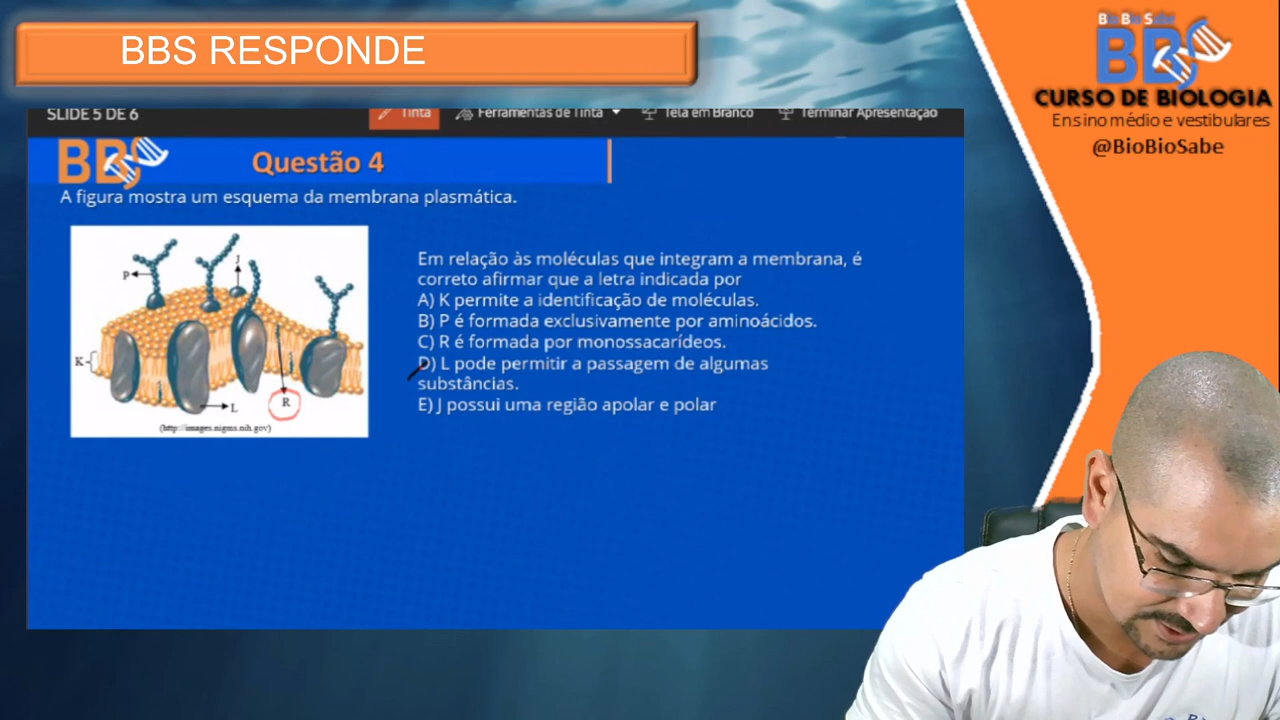 BBS RESPONDE
Bio Bio Sabe
BBS
CURSO DE BIOLOGIA
Ensino médio e vestibulares
@BioBioSabe
SLIDE 5 DE 6
Tinta
Ferramentas de Tinta
Tela em Branco
Terminar Apresentação
BBS
Questão 4
A figura mostra um esquema da membrana plasmática.
P
J
K
L
R
(http://images.nigms.nih.gov)
Em relação às moléculas que integram a membrana, é
correto afirmar que a letra indicada por
A) K permite a identificação de moléculas.
B) P é formada exclusivamente por aminoácidos.
C) R é formada por monossacarídeos.
D) L pode permitir a passagem de algumas
substâncias.
E) J possui uma região apolar e polar